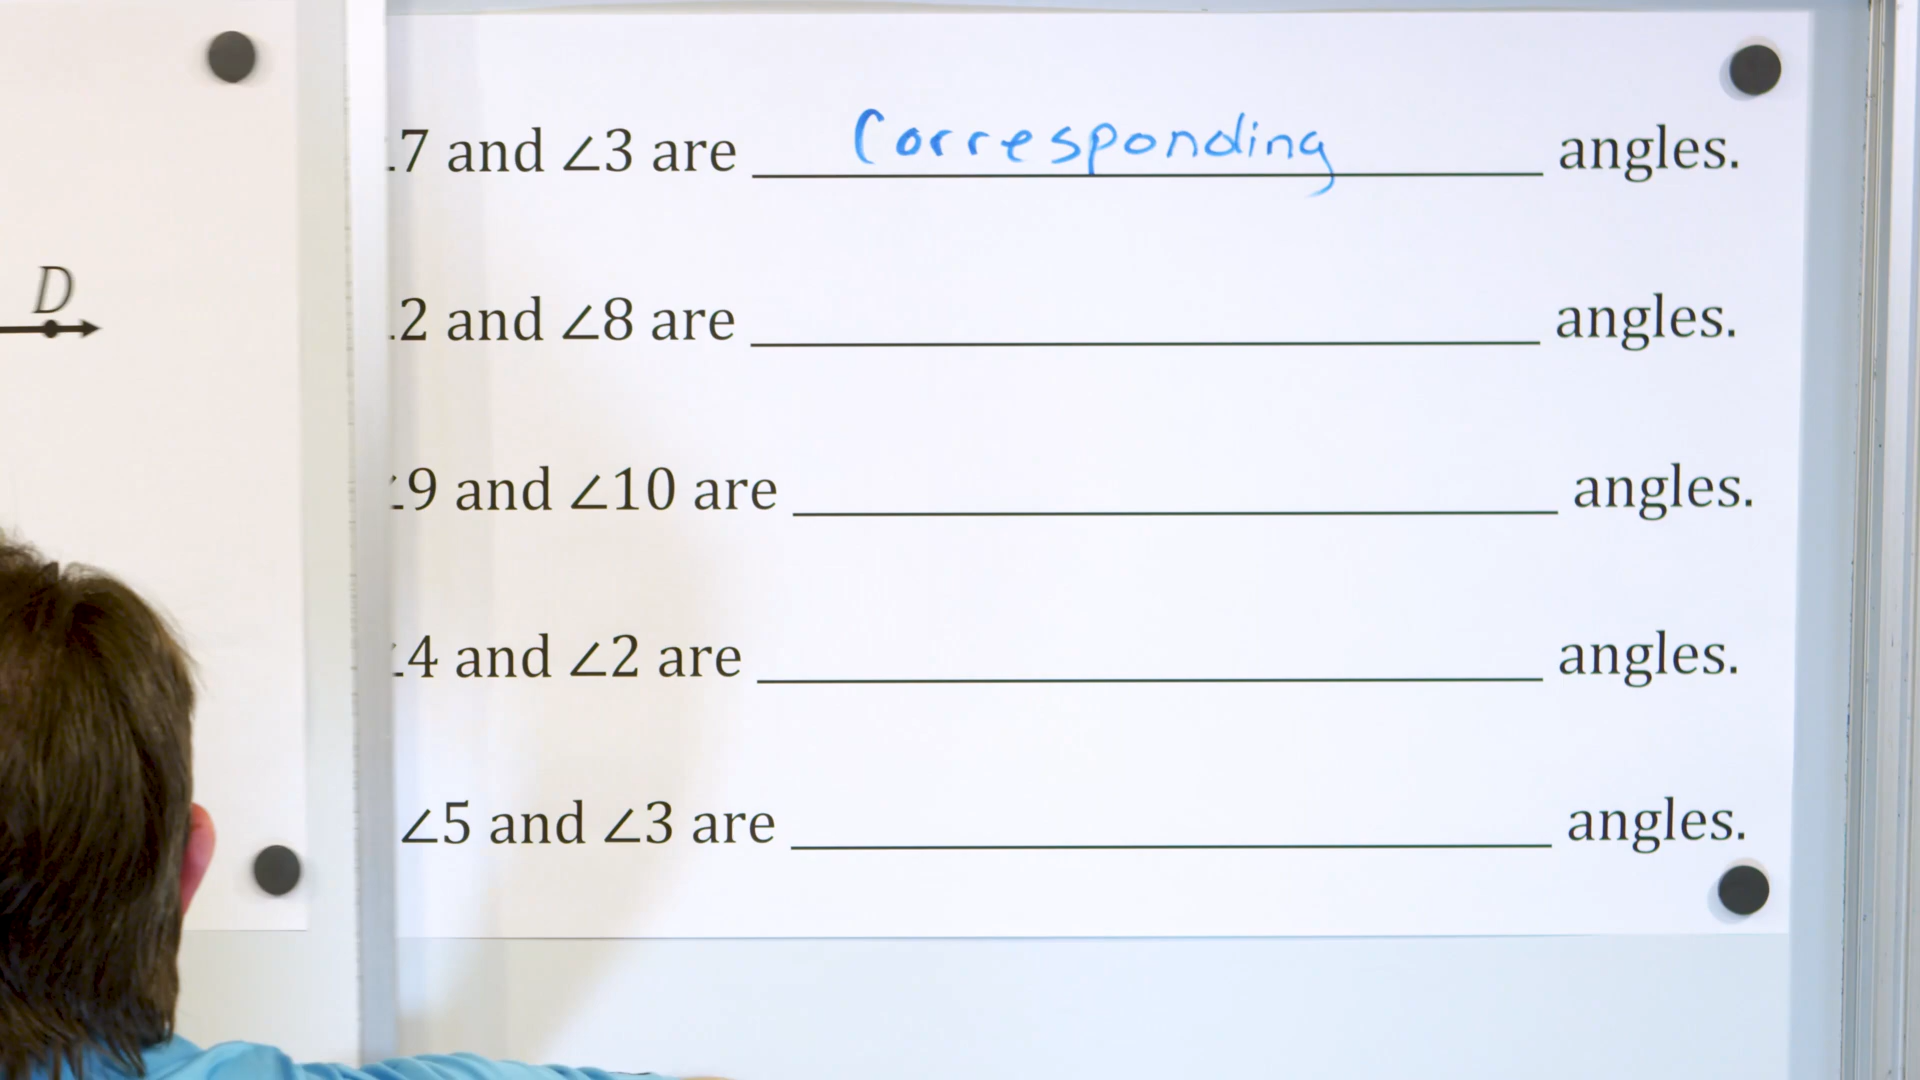 ∠7 and ∠3 are Corresponding angles.
D
∠2 and ∠8 are angles.
∠9 and ∠10 are angles.
∠4 and ∠2 are angles.
∠5 and ∠3 are angles.